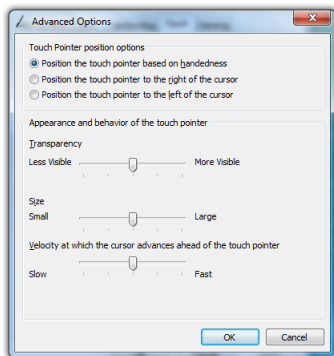 Advanced Options
Touch
Touch Pointer position options
Position the touch pointer based on handedness
Position the touch pointer to the right of the cursor
Position the touch pointer to the left of the cursor
Appearance and behavior of the touch pointer
Transparency
Less Visible More Visible
Size
Small Large
Velocity at which the cursor advances ahead of the touch pointer
Slow Fast
OK Cancel